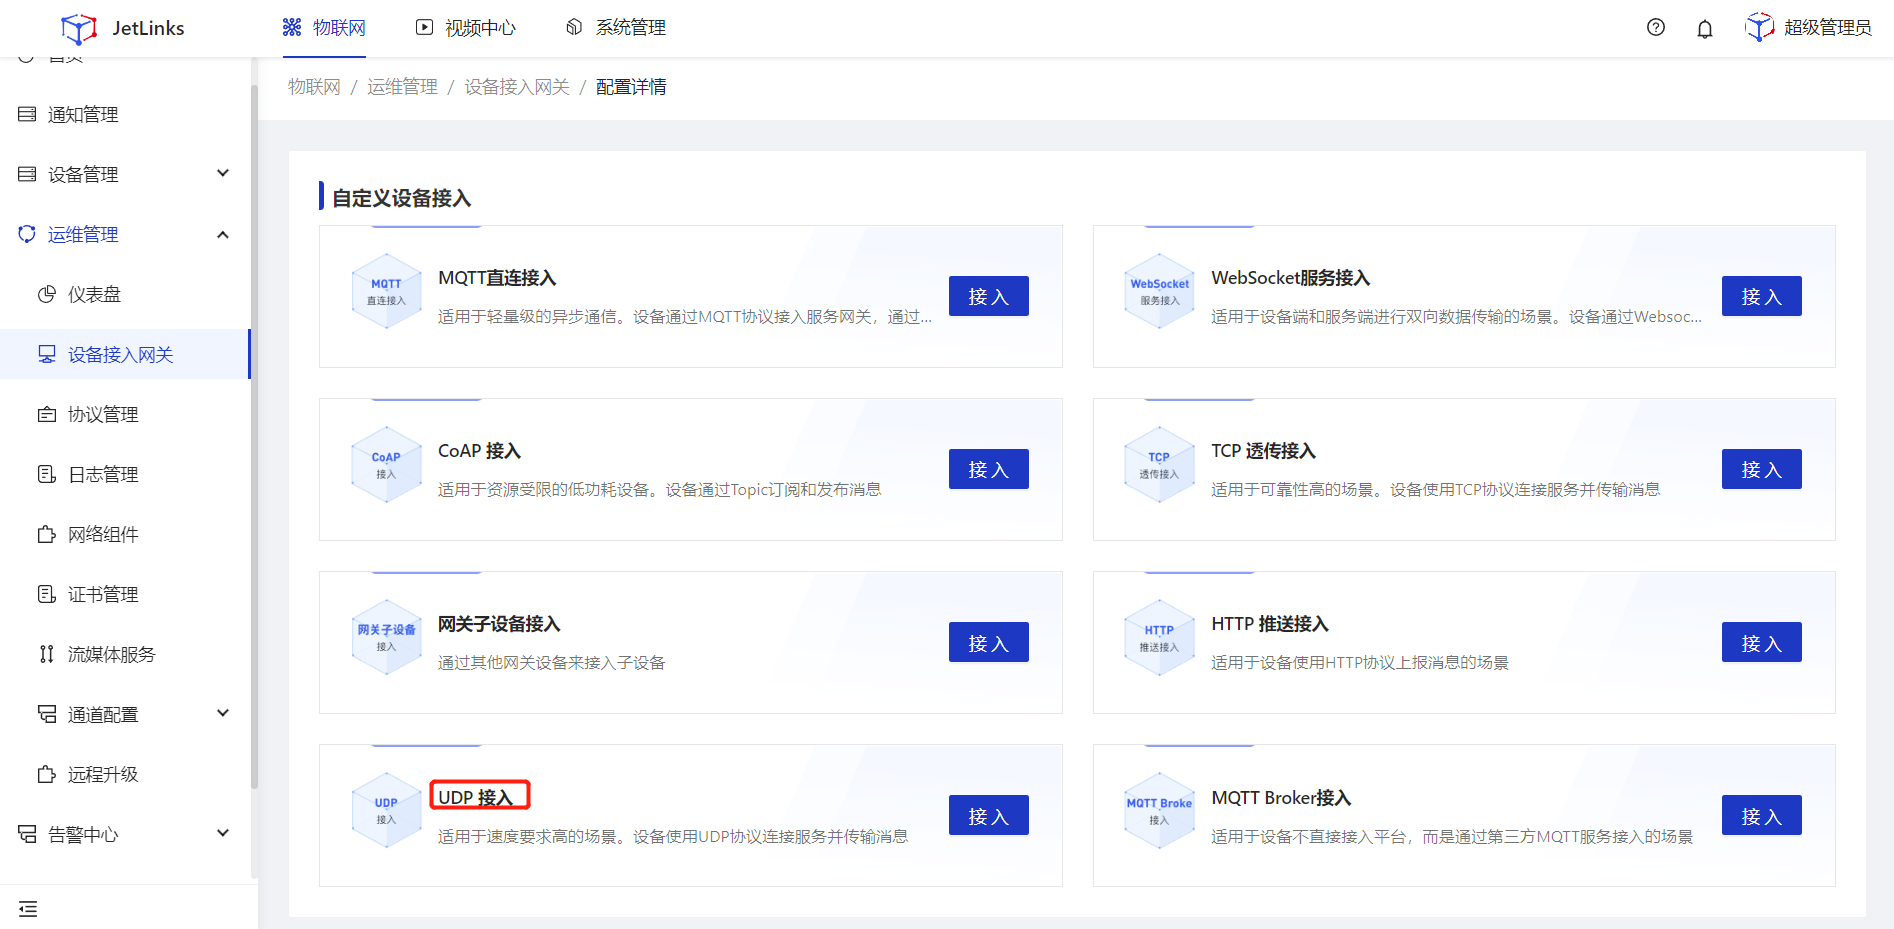 JetLinks
物联网
视频中心
系统管理
超级管理员
首页
通知管理
设备管理
运维管理
仪表盘
设备接入网关
协议管理
日志管理
网络组件
证书管理
流媒体服务
通道配置
远程升级
告警中心
物联网 / 运维管理 / 设备接入网关 / 配置详情
自定义设备接入
MQTT
直连接入
MQTT直连接入
适用于轻量级的异步通信。设备通过MQTT协议接入服务网关，通过...
接 入
WebSocket
服务接入
WebSocket服务接入
适用于设备端和服务端进行双向数据传输的场景。设备通过Websoc...
接 入
CoAP
接入
CoAP 接入
适用于资源受限的低功耗设备。设备通过Topic订阅和发布消息
接 入
TCP
透传接入
TCP 透传接入
适用于可靠性高的场景。设备使用TCP协议连接服务并传输消息
接 入
网关子设备
接入
网关子设备接入
通过其他网关设备来接入子设备
接 入
HTTP
推送接入
HTTP 推送接入
适用于设备使用HTTP协议上报消息的场景
接 入
UDP
接入
UDP 接入
适用于速度要求高的场景。设备使用UDP协议连接服务并传输消息
接 入
MQTT Broke
接入
MQTT Broker接入
适用于设备不直接接入平台，而是通过第三方MQTT服务接入的场景
接 入